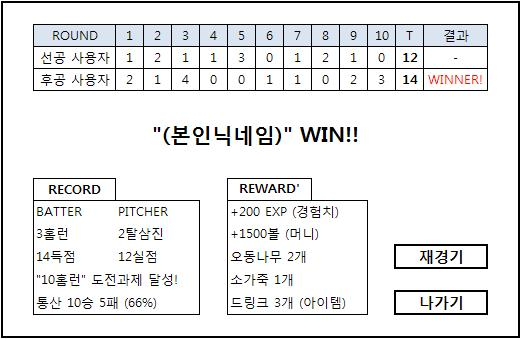 ROUND 1 2 3 4 5 6 7 8 9 10 T 결과
선공 사용자 1 2 1 1 3 0 1 2 1 0 12 -
후공 사용자 2 1 4 0 0 1 1 0 2 3 14 WINNER!
"(본인닉네임)" WIN!!
RECORD
BATTER PITCHER
3홈런 2탈삼진
14득점 12실점
"10홈런" 도전과제 달성!
통산 10승 5패 (66%)
REWARD'
+200 EXP (경험치)
+1500볼 (머니)
오동나무 2개
소가죽 1개
드링크 3개 (아이템)
재경기
나가기